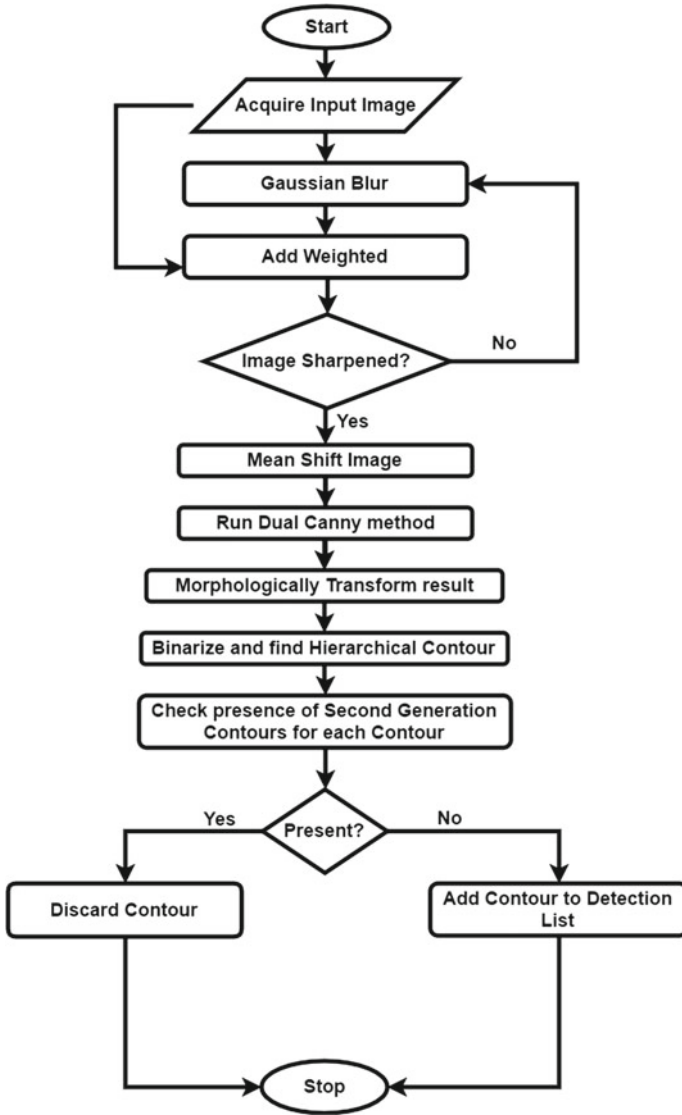 Start
Acquire Input Image
Gaussian Blur
Add Weighted
Image Sharpened?
No
Yes
Mean Shift Image
Run Dual Canny method
Morphologically Transform result
Binarize and find Hierarchical Contour
Check presence of Second Generation
Contours for each Contour
Yes
Present?
No
Discard Contour
Add Contour to Detection
List
Stop